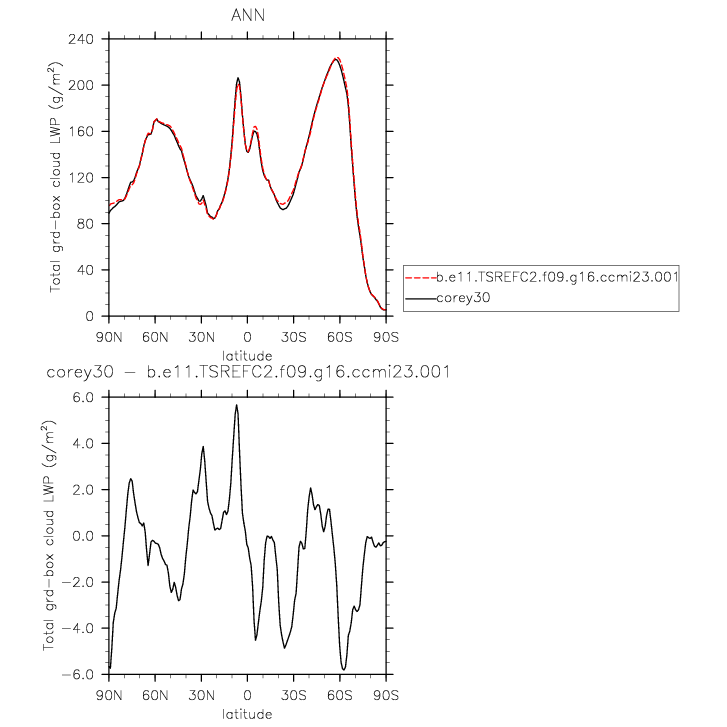 ANN
Total grd-box cloud LWP (g/m²)
240
200
160
120
80
40
0
90N 60N 30N 0 30S 60S 90S
latitude
b.e11.TSREFC2.f09.g16.ccmi23.001
corey30
corey30 - b.e11.TSREFC2.f09.g16.ccmi23.001
Total grd-box cloud LWP (g/m²)
6.0
4.0
2.0
0.0
-2.0
-4.0
-6.0
90N 60N 30N 0 30S 60S 90S
latitude